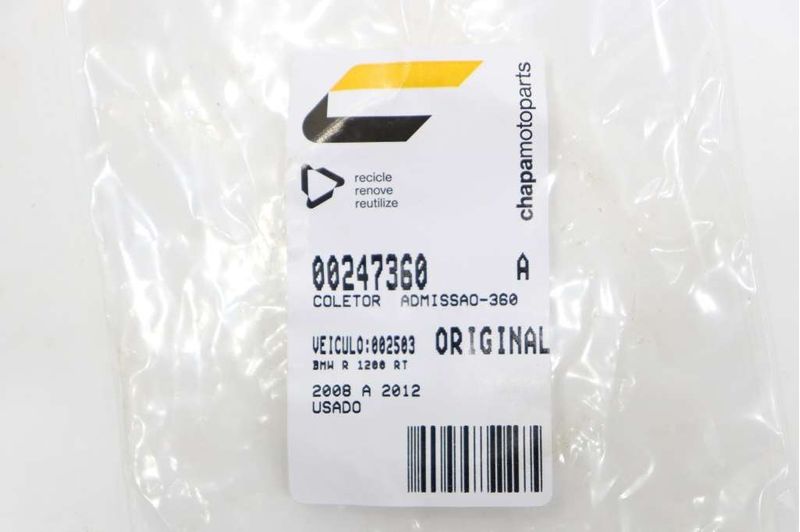 chapamotoparts
recicle
renove
reutilize
00247360 A
COLETOR ADMISSAO-360
VEICULO:002503 ORIGINAL
BMW R 1200 RT
2008 A 2012
USADO